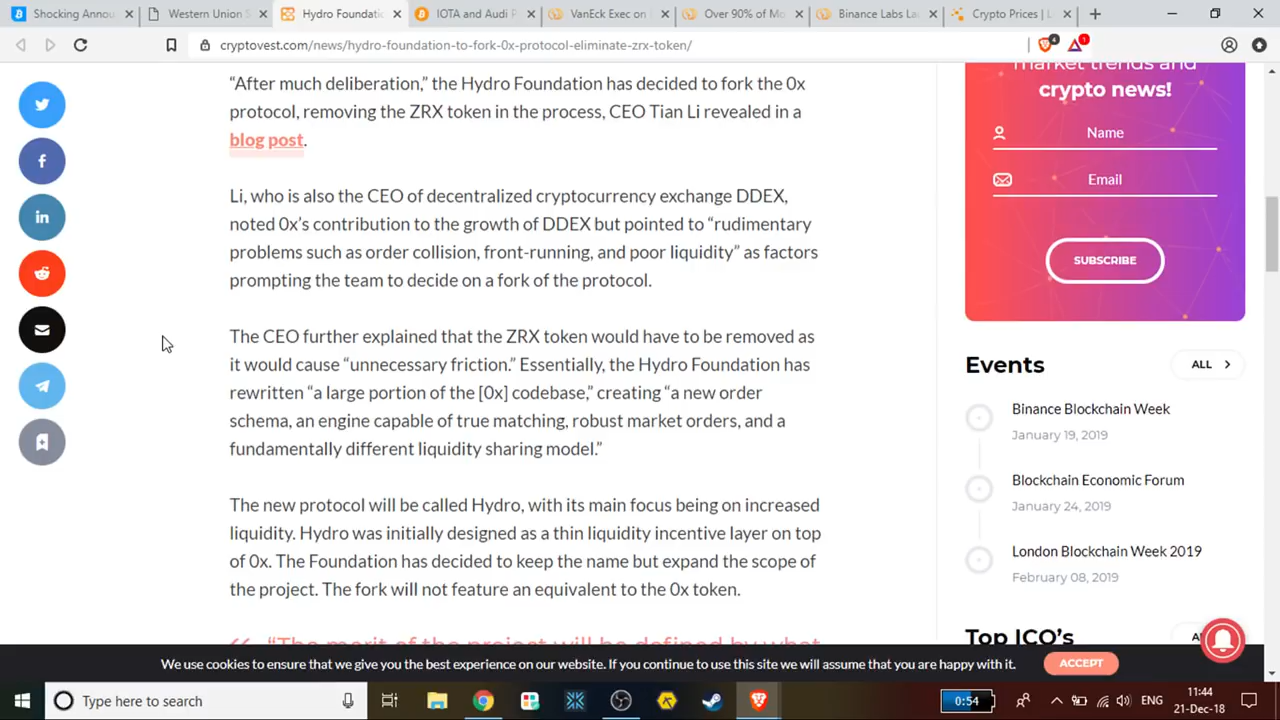 Shocking Annou
Western Union S
Hydro Foundatio
IOTA and Audi P
VanEck Exec on
Over 90% of Mo
Binance Labs La
Crypto Prices | L
cryptovest.com/news/hydro-foundation-to-fork-0x-protocol-eliminate-zrx-token/
4
1
“After much deliberation,” the Hydro Foundation has decided to fork the 0x
protocol, removing the ZRX token in the process, CEO Tian Li revealed in a
blog post.
Li, who is also the CEO of decentralized cryptocurrency exchange DDEX,
noted 0x’s contribution to the growth of DDEX but pointed to “rudimentary
problems such as order collision, front-running, and poor liquidity” as factors
prompting the team to decide on a fork of the protocol.
The CEO further explained that the ZRX token would have to be removed as
it would cause “unnecessary friction.” Essentially, the Hydro Foundation has
rewritten “a large portion of the [0x] codebase,” creating “a new order
schema, an engine capable of true matching, robust market orders, and a
fundamentally different liquidity sharing model.”
The new protocol will be called Hydro, with its main focus being on increased
liquidity. Hydro was initially designed as a thin liquidity incentive layer on top
of 0x. The Foundation has decided to keep the name but expand the scope of
the project. The fork will not feature an equivalent to the 0x token.
“The merit of the project will be defined by what
market trends and
crypto news!
Name
Email
SUBSCRIBE
Events
ALL
Binance Blockchain Week
January 19, 2019
Blockchain Economic Forum
January 24, 2019
London Blockchain Week 2019
February 08, 2019
Top ICO’s
We use cookies to ensure that we give you the best experience on our website. If you continue to use this site we will assume that you are happy with it.
ACCEPT
Type here to search
0:54
ENG
11:44
21-Dec-18